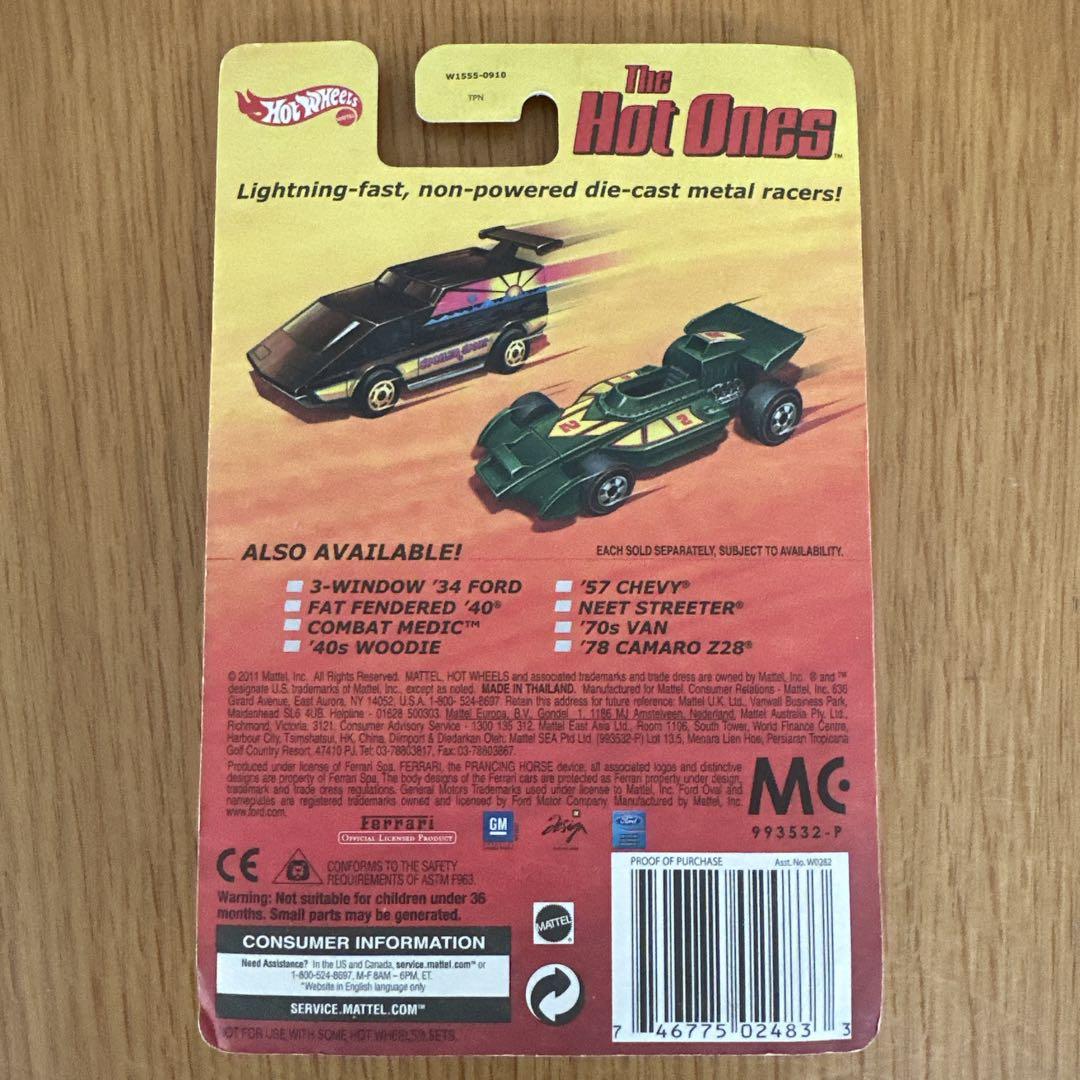 Hot Wheels
MATTEL
W1555-0910
TPN
The
Hot Ones™
Lightning-fast, non-powered die-cast metal racers!
2
2
ALSO AVAILABLE!
EACH SOLD SEPARATELY, SUBJECT TO AVAILABILITY.
3-WINDOW '34 FORD
FAT FENDERED '40®
COMBAT MEDIC™
'40s WOODIE
'57 CHEVY®
NEET STREETER®
'70s VAN
'78 CAMARO Z28®
© 2011 Mattel, Inc. All Rights Reserved. MATTEL, HOT WHEELS and associated trademarks and trade dress are owned by Mattel, Inc. ® and ™
designate U.S. trademarks of Mattel, Inc., except as noted. MADE IN THAILAND. Manufactured for Mattel. Consumer Relations - Mattel, Inc. 636
Girard Avenue, East Aurora, NY 14052, U.S.A. 1-800- 524-8697. Retain this address for future reference: Mattel U.K. Ltd., Vanwall Business Park,
Maidenhead SL6 4UB. Helpline - 01628 500303. Mattel Europa, B.V., Gondel 1, 1186 MJ Amstelveen, Nederland. Mattel Australia Pty. Ltd.,
Richmond, Victoria. 3121. Consumer Advisory Service - 1300 135 312. Mattel East Asia Ltd., Room 1106, South Tower, World Finance Centre,
Harbour City, Tsimshatsui, HK, China. Diimport & Diedarkan Oleh: Mattel SEA Ptd Ltd. (993532-P) Lot 13.5, Menara Lien Hoe, Persiaran Tropicana
Golf Country Resort, 47410 PJ. Tel: 03-78803817, Fax: 03-78803867.
Produced under license of Ferrari Spa. FERRARI, the PRANCING HORSE device, all associated logos and distinctive
designs are property of Ferrari Spa. The body designs of the Ferrari cars are protected as Ferrari property under design,
trademark and trade dress regulations. General Motors Trademarks used under license to Mattel, Inc. Ford Oval and
nameplates are registered trademarks owned and licensed by Ford Motor Company. Manufactured by Mattel, Inc.
www.ford.com.
MC
993532-P
Ferrari
OFFICIAL LICENSED PRODUCT
GM
Design
Ford
CE
CONFORMS TO THE SAFETY
REQUIREMENTS OF ASTM F963.
Warning: Not suitable for children under 36
months. Small parts may be generated.
CONSUMER INFORMATION
Need Assistance? In the US and Canada, service.mattel.com™ or
1-800-524-8697, M-F 8AM – 6PM, ET.
*Website in English language only
SERVICE.MATTEL.COM™
NOT FOR USE WITH SOME HOT WHEELS® SETS.
MATTEL
PROOF OF PURCHASE
Asst. No. W0282
7 46775 02483 3